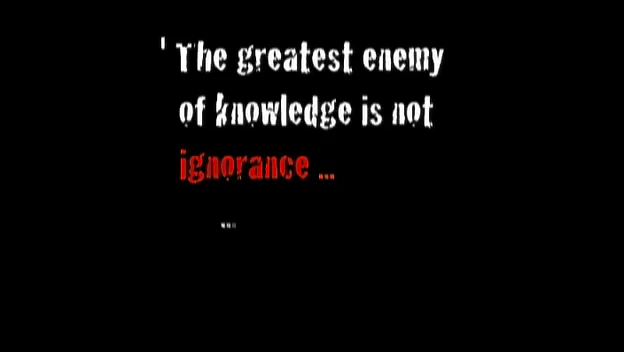 ' The greatest enemy
of knowledge is not
ignorance ...
...